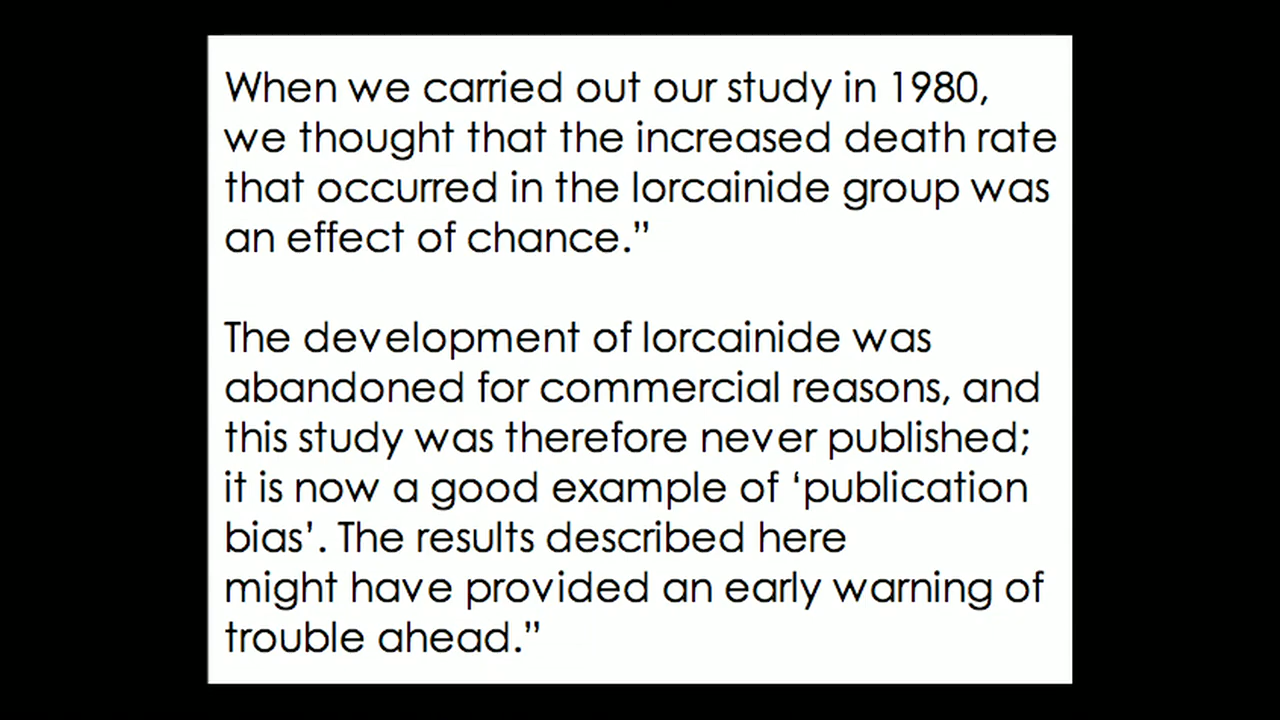 When we carried out our study in 1980,
we thought that the increased death rate
that occurred in the lorcainide group was
an effect of chance.”
The development of lorcainide was
abandoned for commercial reasons, and
this study was therefore never published;
it is now a good example of ‘publication
bias’. The results described here
might have provided an early warning of
trouble ahead.”